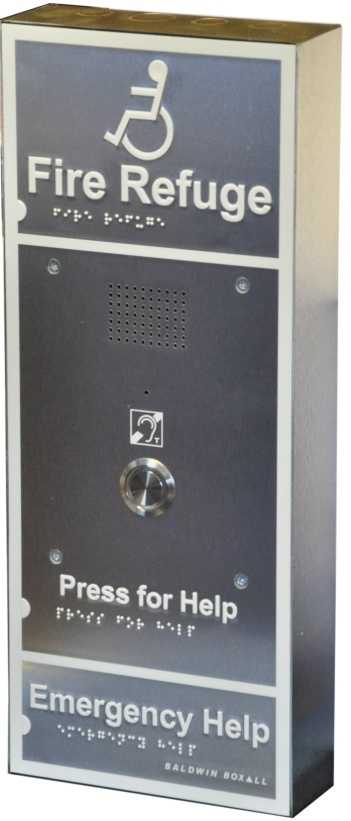 Fire Refuge
⠋⠊⠗⠑ ⠗⠑⠋⠥⠛⠑
T
Press for Help
⠏⠗⠑⠎⠎ ⠋⠕⠗ ⠓⠑⠇⠏
Emergency Help
⠑⠍⠑⠗⠛⠑⠝⠉⠽ ⠓⠑⠇⠏
BALDWIN BOXALL